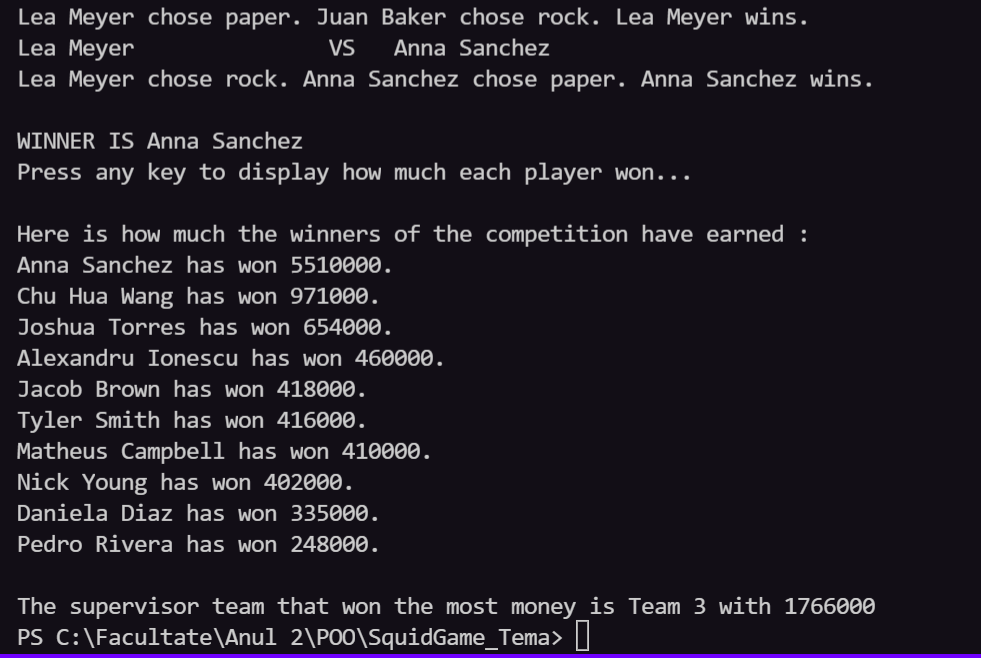 Lea Meyer chose paper. Juan Baker chose rock. Lea Meyer wins.
Lea Meyer                VS   Anna Sanchez
Lea Meyer chose rock. Anna Sanchez chose paper. Anna Sanchez wins.
WINNER IS Anna Sanchez
Press any key to display how much each player won...
Here is how much the winners of the competition have earned :
Anna Sanchez has won 5510000.
Chu Hua Wang has won 971000.
Joshua Torres has won 654000.
Alexandru Ionescu has won 460000.
Jacob Brown has won 418000.
Tyler Smith has won 416000.
Matheus Campbell has won 410000.
Nick Young has won 402000.
Daniela Diaz has won 335000.
Pedro Rivera has won 248000.
The supervisor team that won the most money is Team 3 with 1766000
PS C:\Facultate\Anul 2\POO\SquidGame_Tema>